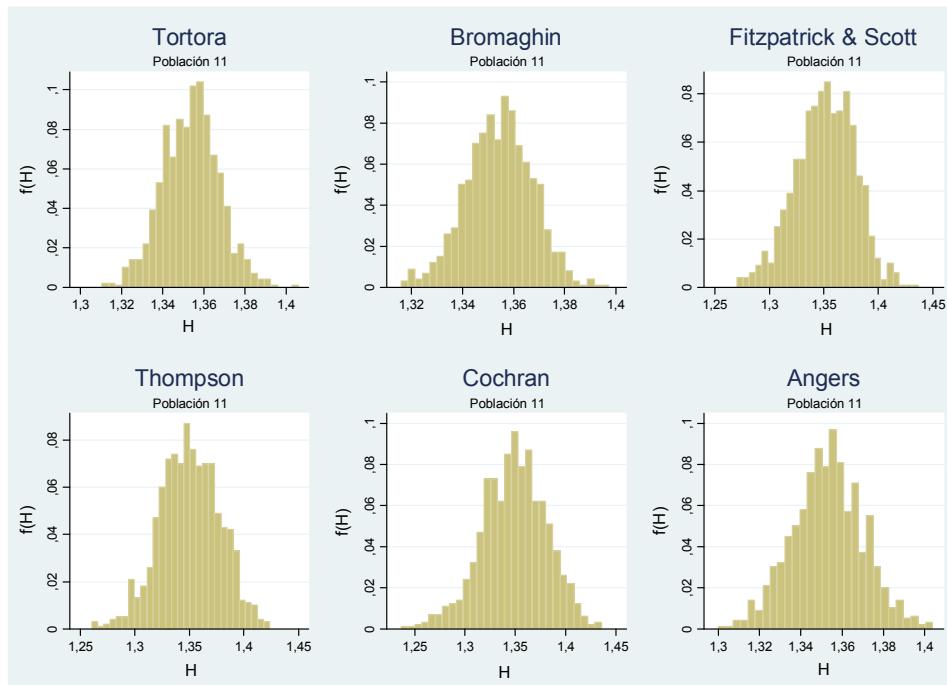 Tortora
Población 11
f(H)
0 ,02 ,04 ,06 ,08 ,1
1,3 1,32 1,34 1,36 1,38 1,4
H
Bromaghin
Población 11
f(H)
0 ,02 ,04 ,06 ,08 ,1
1,32 1,34 1,36 1,38 1,4
H
Fitzpatrick & Scott
Población 11
f(H)
0 ,02 ,04 ,06 ,08
1,25 1,3 1,35 1,4 1,45
H
Thompson
Población 11
f(H)
0 ,02 ,04 ,06 ,08
1,25 1,3 1,35 1,4 1,45
H
Cochran
Población 11
f(H)
0 ,02 ,04 ,06 ,08 ,1
1,25 1,3 1,35 1,4 1,45
H
Angers
Población 11
f(H)
0 ,02 ,04 ,06 ,08 ,1
1,3 1,32 1,34 1,36 1,38 1,4
H